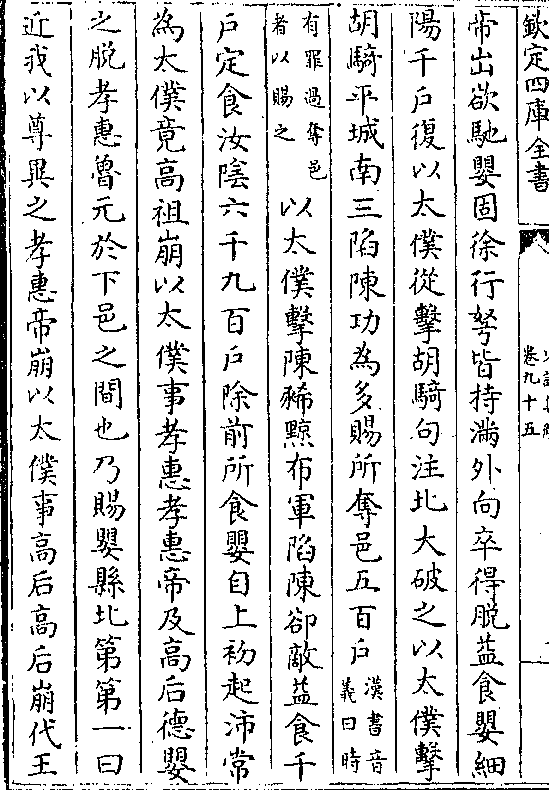 欽定四庫全書
卷九十五
帝出欲馳嬰固徐行弩皆持滿外向卒得脫益食嬰細
陽千户復以太僕從擊胡騎句注北大破之以太僕擊
胡騎平城南三陷陳功為多賜所奪邑五百户漢書音
義曰時
有罪過奪邑
者以賜之以太僕擊陳豨黥布軍陷陳卻敵益食千
户定食汝隂六千九百户除前所食嬰自上初起沛常
為太僕竟高祖崩以太僕事孝惠孝惠帝及高后德嬰
之脫孝惠魯元於下邑之間也乃賜嬰縣北第第一曰
近我以尊異之孝惠帝崩以太僕事高后高后崩代王